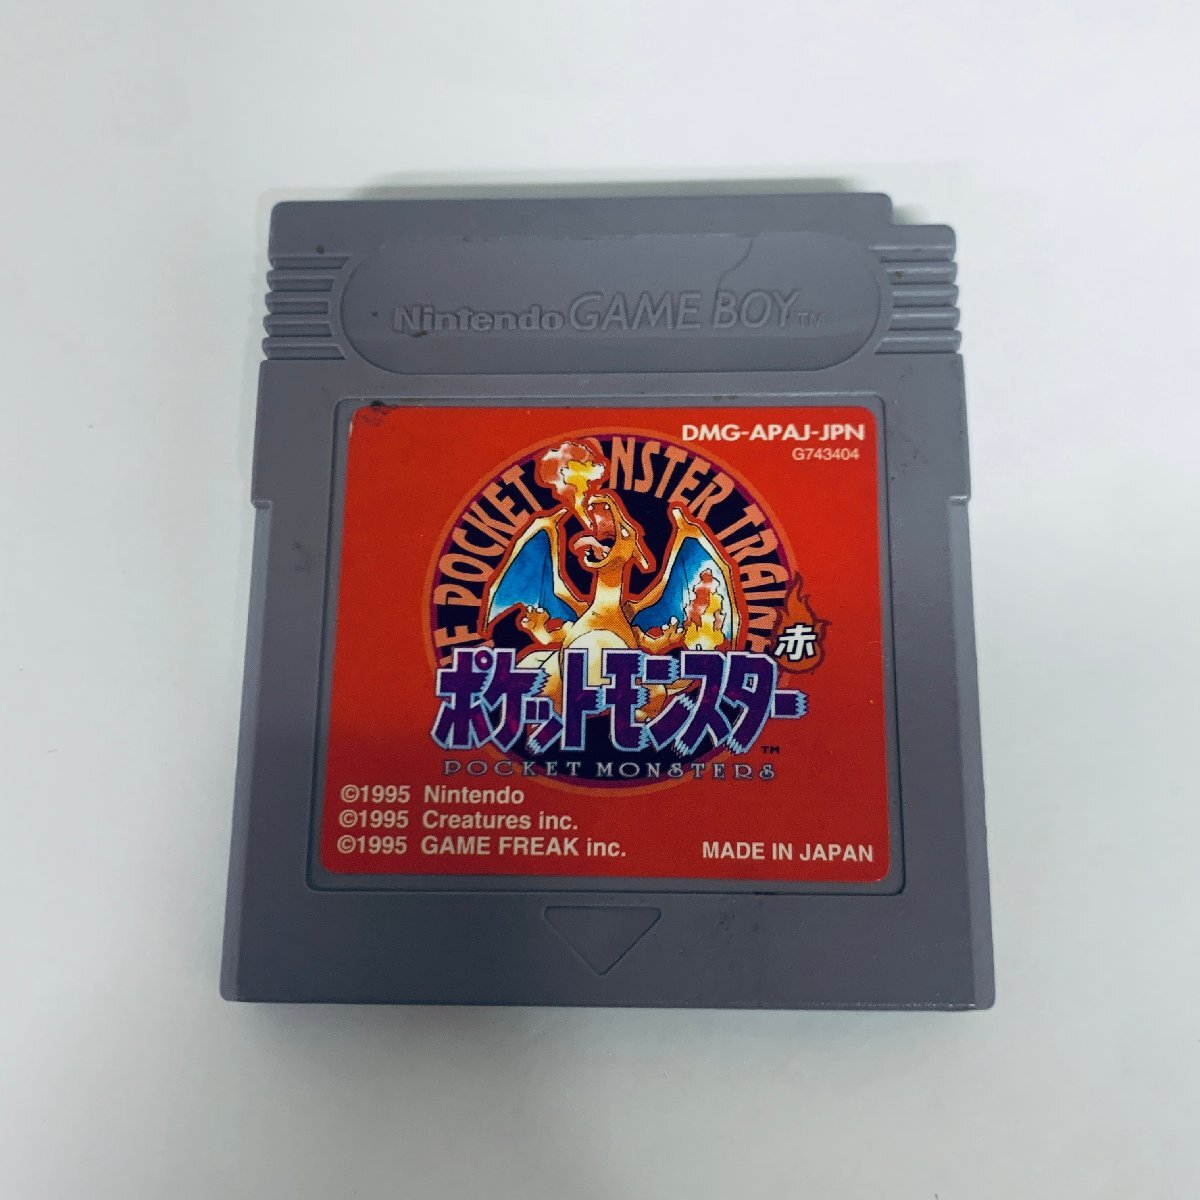 Nintendo GAME BOY TM
DMG-APAJ-JPN
G743404
POCKET MONSTER
赤
ポケットモンスター TM
POCKET MONSTERS
©1995 Nintendo
©1995 Creatures inc.
©1995 GAME FREAK inc.
MADE IN JAPAN